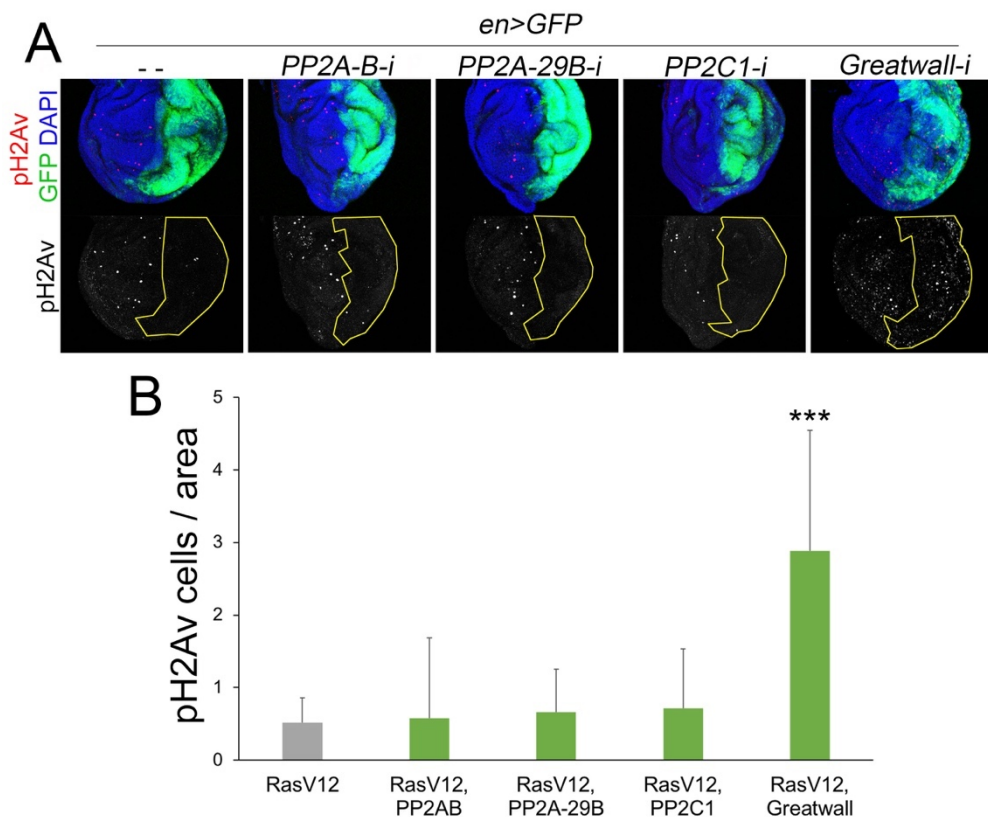 A
en>GFP
- -
PP2A-B-i
PP2A-29B-i
PP2C1-i
Greatwall-i
pH2Av
GFP DAPI
pH2Av
B
pH2Av cells / area
5
4
3
2
1
0
***
RasV12
RasV12,
PP2AB
RasV12,
PP2A-29B
RasV12,
PP2C1
RasV12,
Greatwall